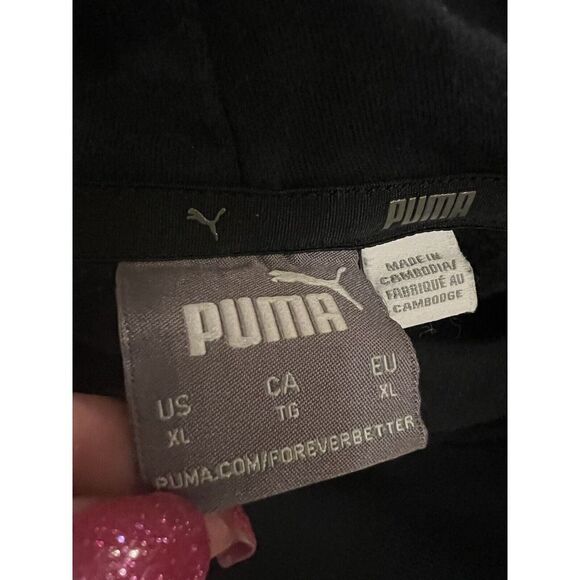 PUMA
MADE IN
CAMBODIA/
FABRIQUÉ AU
CAMBODGE
PUMA
US CA EU
XL TG XL
PUMA.COM/FOREVERBETTER